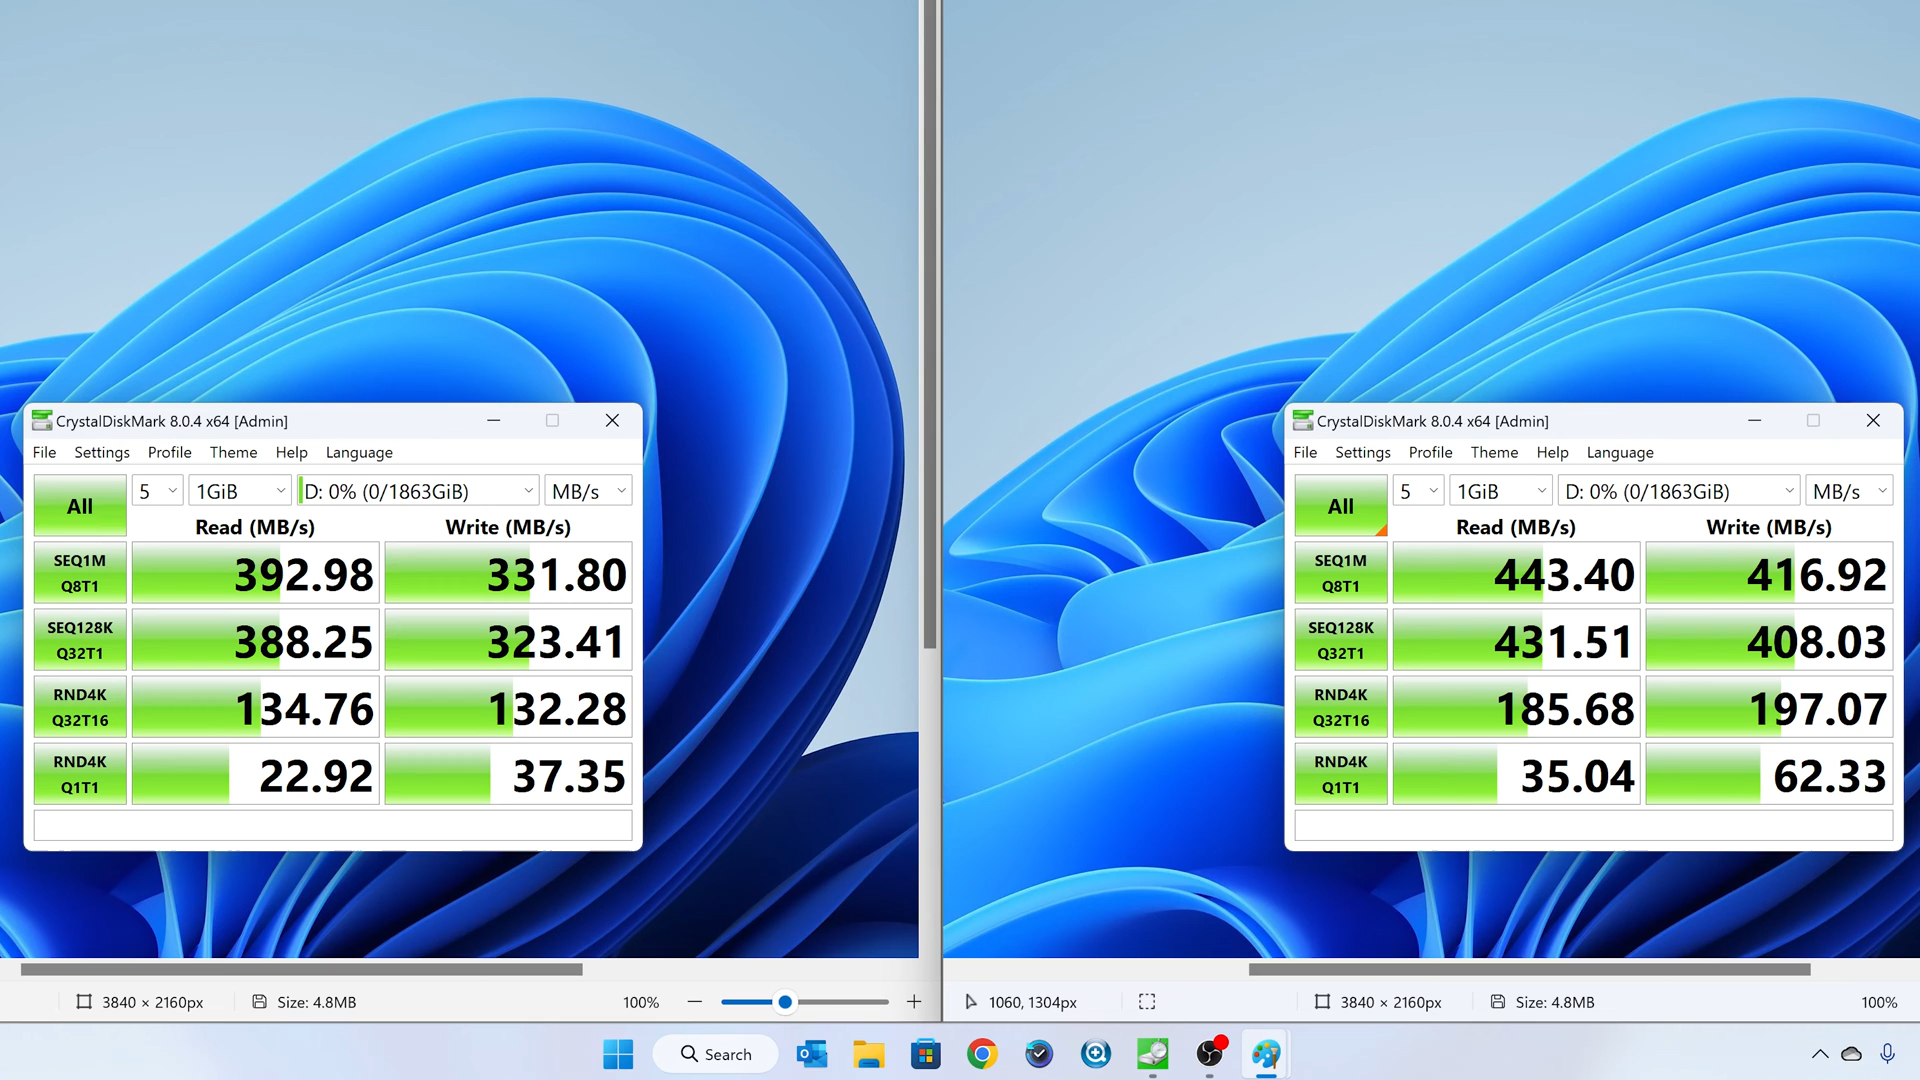 CrystalDiskMark 8.0.4 x64 [Admin]
File Settings Profile Theme Help Language
All 5 1GiB D: 0% (0/1863GiB) MB/s
Read (MB/s) Write (MB/s)
SEQ1M
Q8T1
392.98 331.80
SEQ128K
Q32T1
388.25 323.41
RND4K
Q32T16
134.76 132.28
RND4K
Q1T1
22.92 37.35
3840 × 2160px Size: 4.8MB 100%
CrystalDiskMark 8.0.4 x64 [Admin]
File Settings Profile Theme Help Language
All 5 1GiB D: 0% (0/1863GiB) MB/s
Read (MB/s) Write (MB/s)
SEQ1M
Q8T1
443.40 416.92
SEQ128K
Q32T1
431.51 408.03
RND4K
Q32T16
185.68 197.07
RND4K
Q1T1
35.04 62.33
1060, 1304px 3840 × 2160px Size: 4.8MB 100%
Search